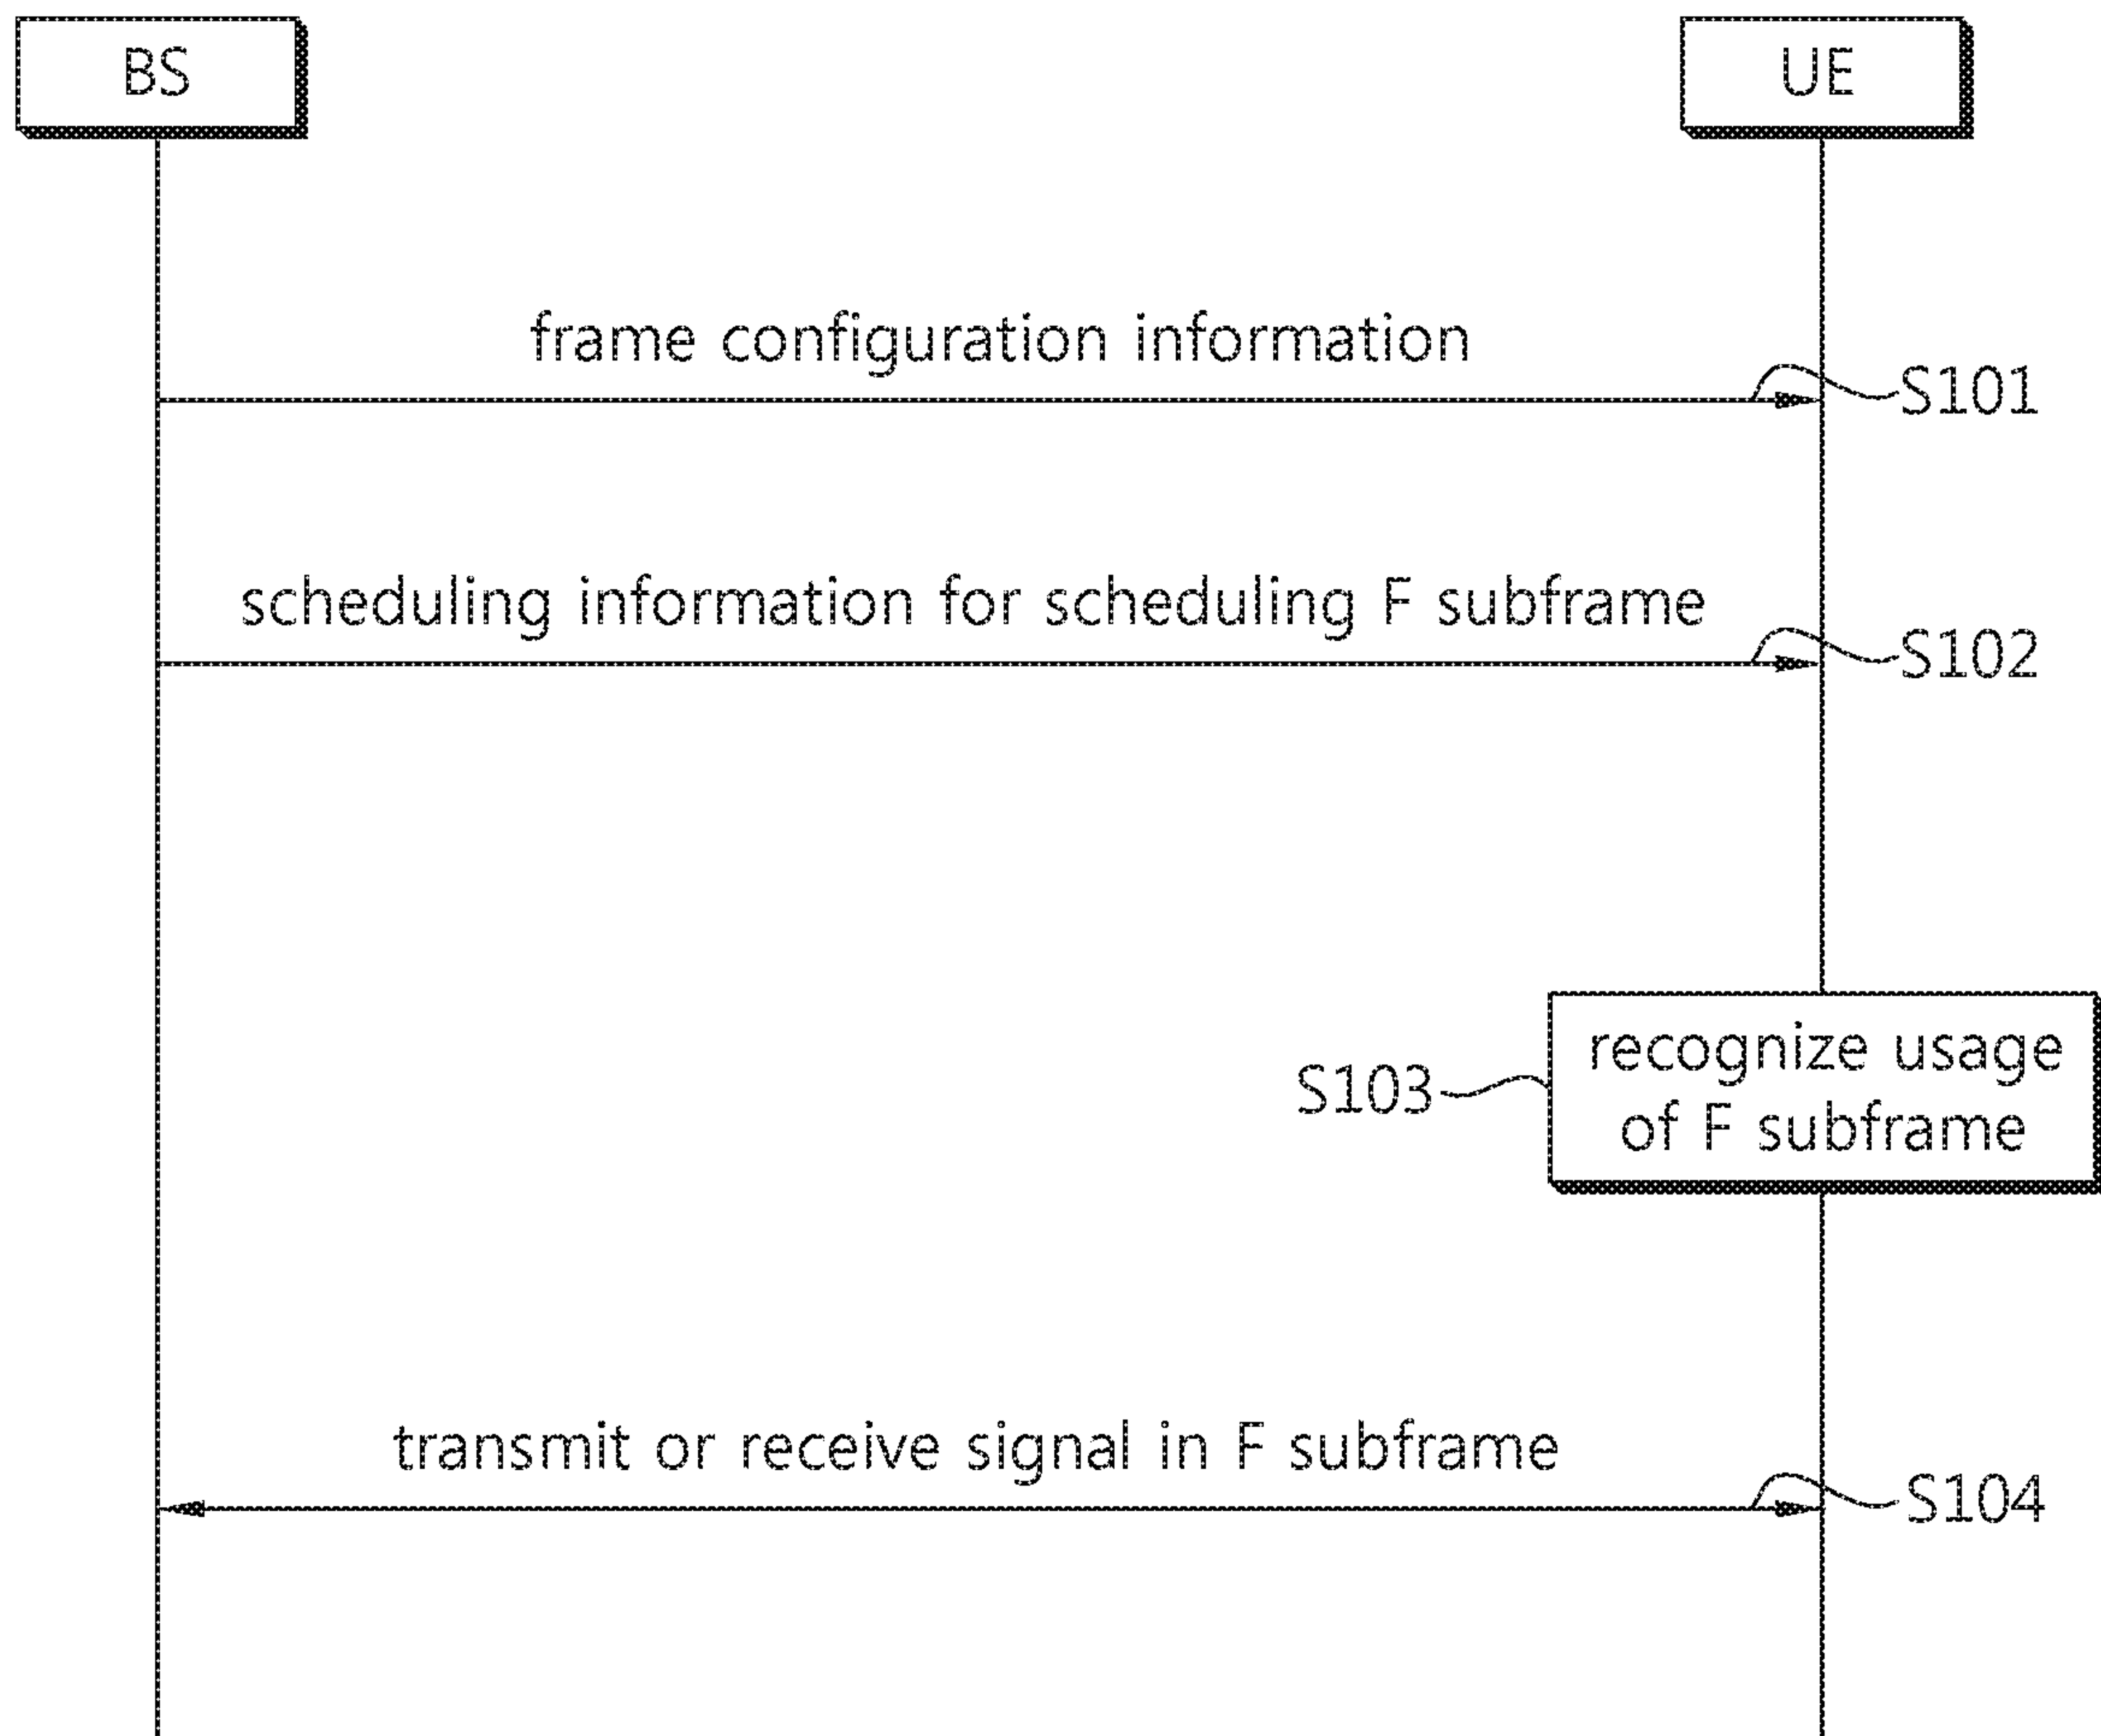 BS
UE
frame configuration information
S101
scheduling information for scheduling F subframe
S102
recognize usage
of F subframe
S103
transmit or receive signal in F subframe
S104